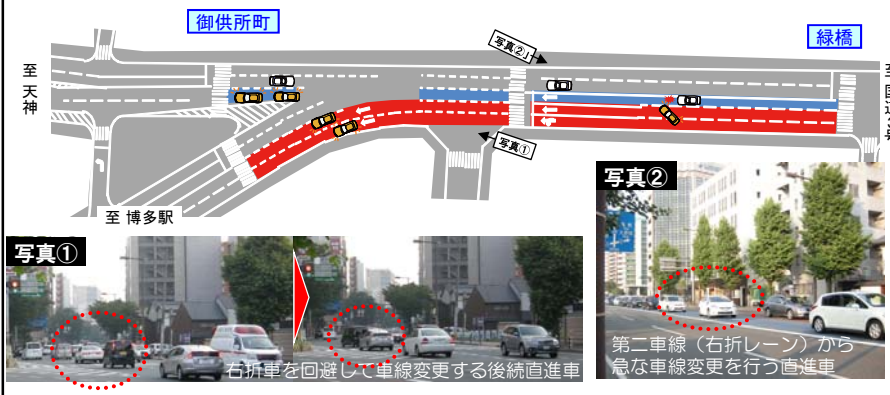 御供所町
緑橋
写真②
至 天神
写真①
至 博多駅
写真①
右折車を回避して車線変更する後続直進車
写真②
第二車線（右折レーン）から
急な車線変更を行う直進車